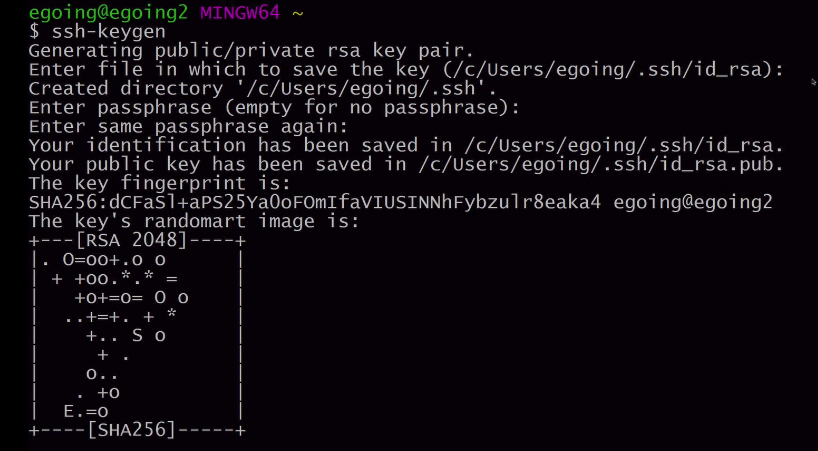 egoing@egoing2 MINGW64 ~
$ ssh-keygen
Generating public/private rsa key pair.
Enter file in which to save the key (/c/Users/egoing/.ssh/id_rsa):
Created directory '/c/Users/egoing/.ssh'.
Enter passphrase (empty for no passphrase):
Enter same passphrase again:
Your identification has been saved in /c/Users/egoing/.ssh/id_rsa.
Your public key has been saved in /c/Users/egoing/.ssh/id_rsa.pub.
The key fingerprint is:
SHA256:dCFaSl+aPS25YaOoFOmIfaVIUSINNhFybzulr8eaka4 egoing@egoing2
The key's randomart image is:
+---[RSA 2048]----+
|. O=oo+.o o      |
| + +oo.*.* =     |
|   +o+=o= O o    |
|  ..+=+. + *     |
|    +.. S o      |
|     + .         |
|    o..          |
|   . +o          |
|  E.=o           |
+----[SHA256]-----+